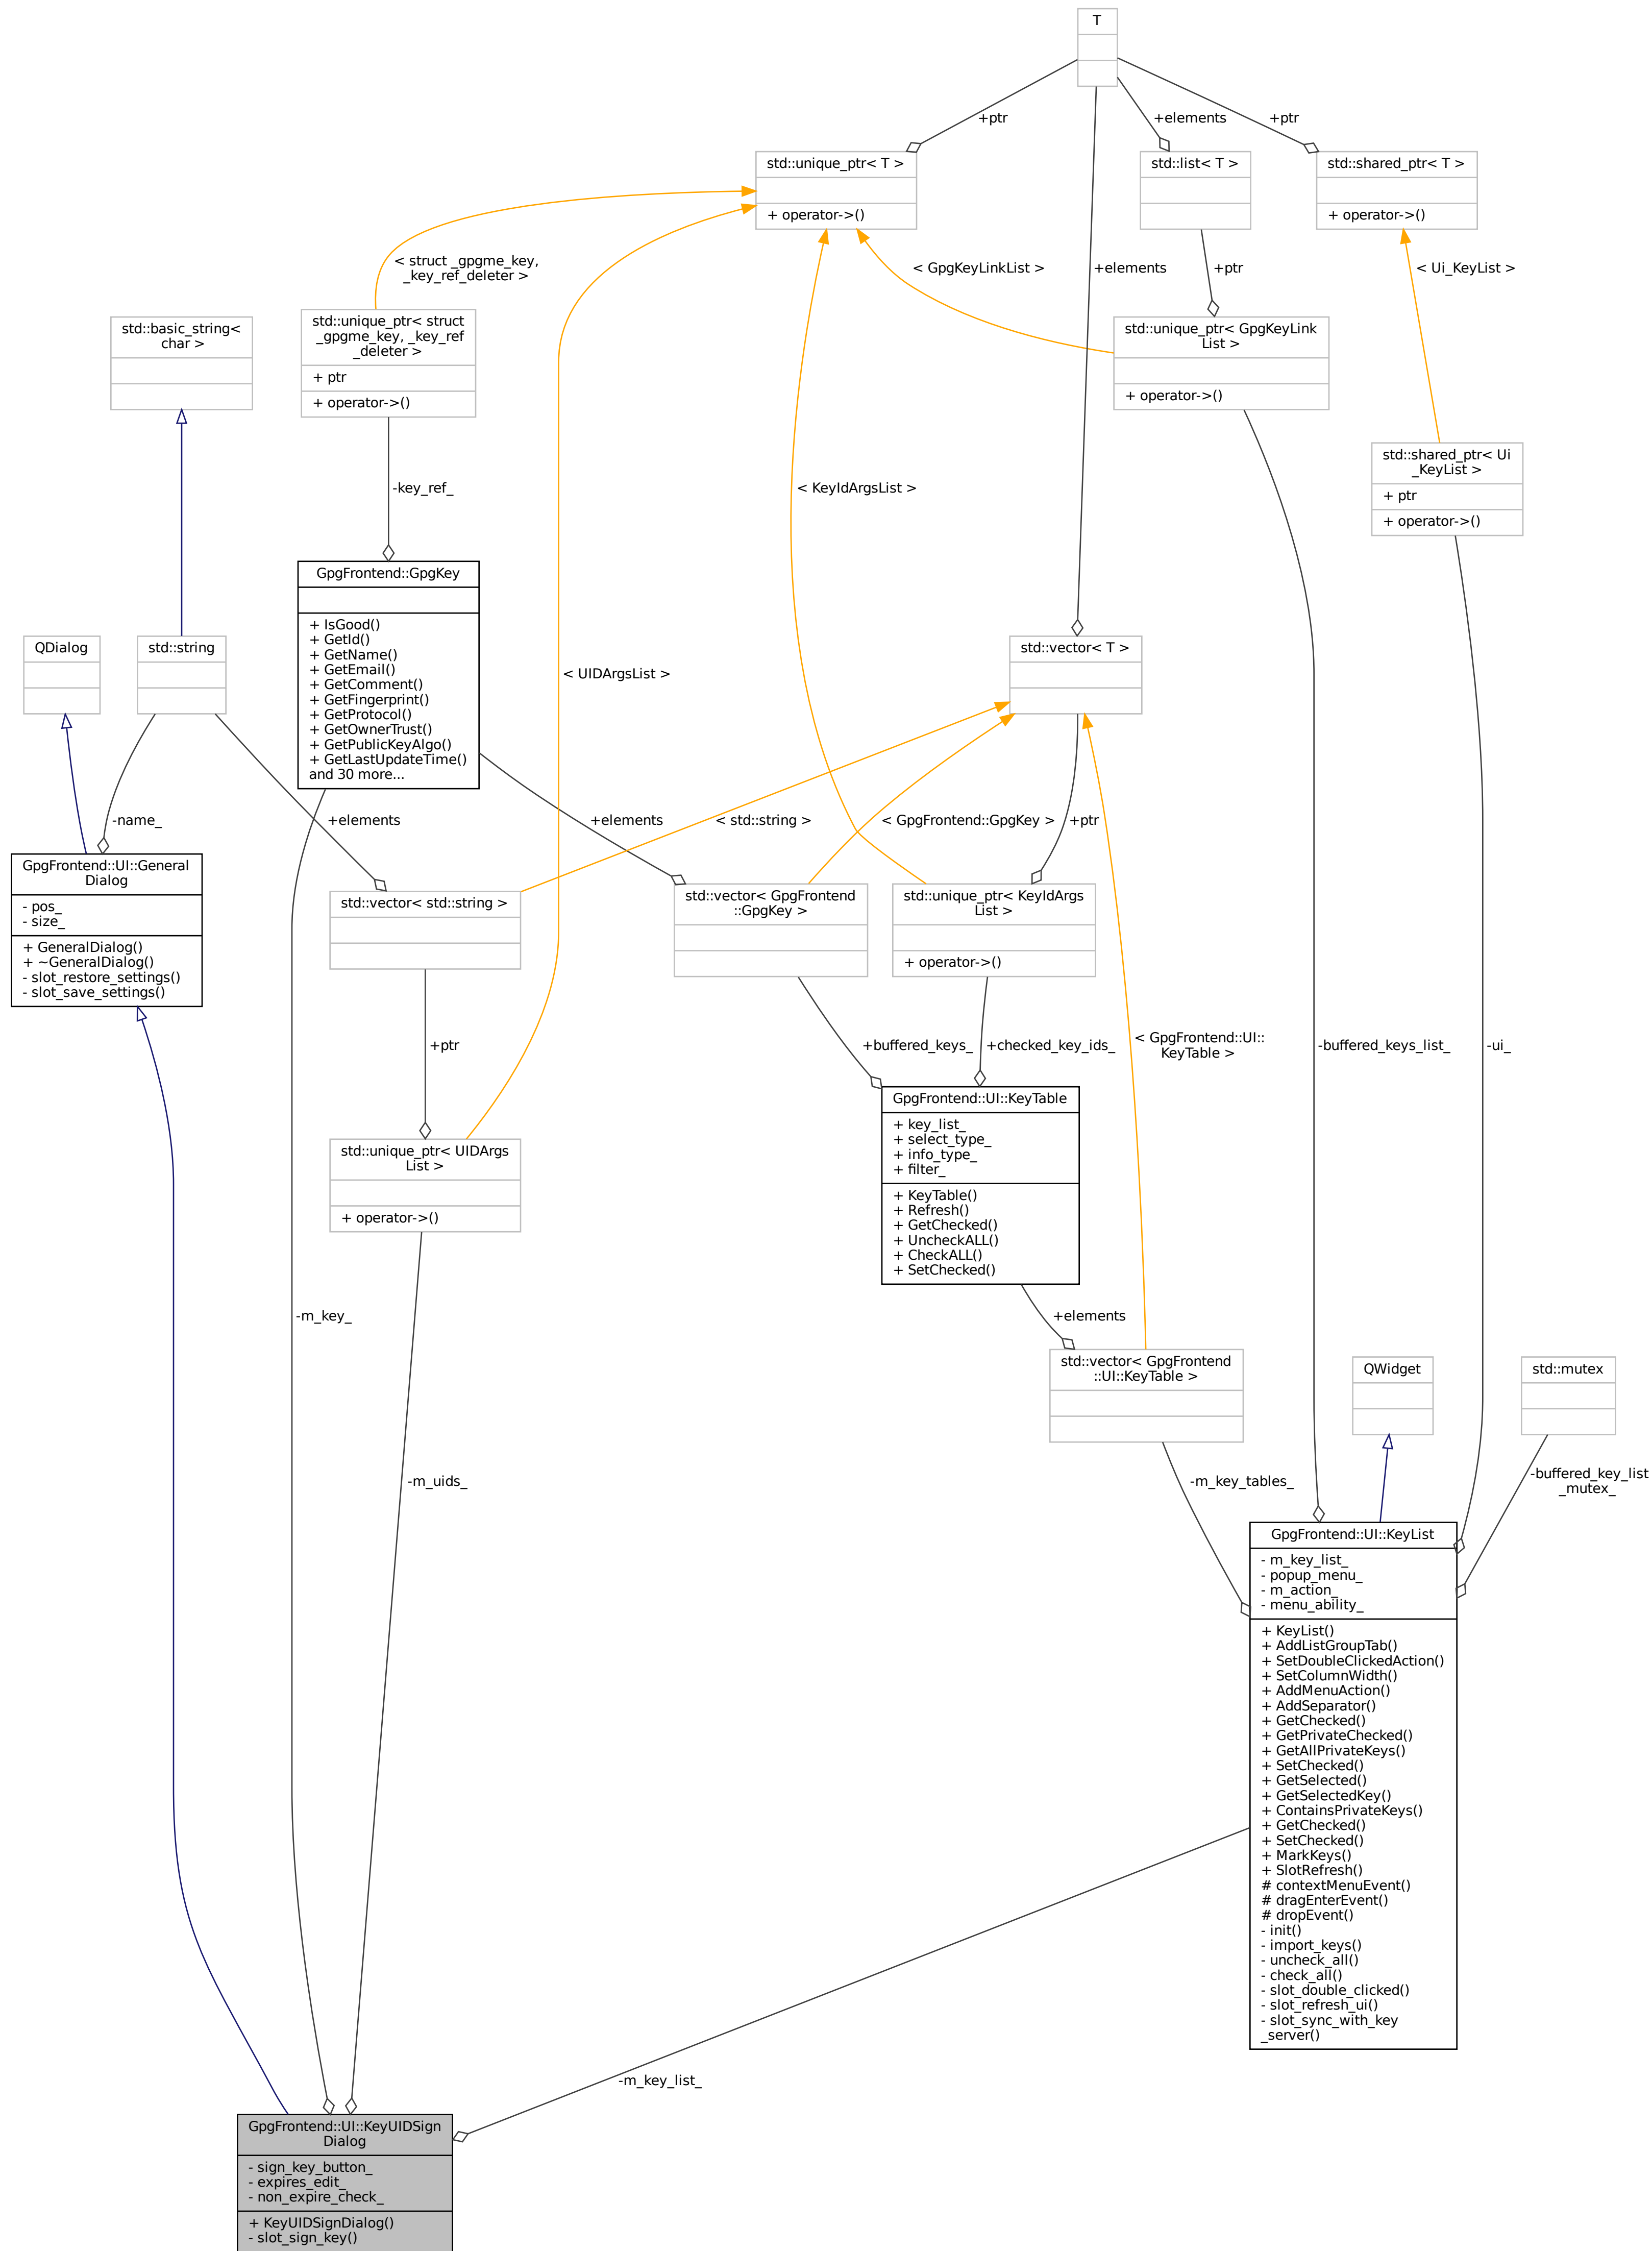 T
+ptr
+elements
+ptr
std::unique_ptr< T >
+ operator->()
std::list< T >
std::shared_ptr< T >
+ operator->()
< struct _gpgme_key,
_key_ref_deleter >
< GpgKeyLinkList >
+elements
+ptr
< Ui_KeyList >
std::basic_string<
char >
std::unique_ptr< struct
_gpgme_key, _key_ref
_deleter >
+ ptr
+ operator->()
std::unique_ptr< GpgKeyLink
List >
+ operator->()
std::shared_ptr< Ui
_KeyList >
+ ptr
+ operator->()
-key_ref_
< KeyIdArgsList >
GpgFrontend::GpgKey
+ IsGood()
+ GetId()
+ GetName()
+ GetEmail()
+ GetComment()
+ GetFingerprint()
+ GetProtocol()
+ GetOwnerTrust()
+ GetPublicKeyAlgo()
+ GetLastUpdateTime()
and 30 more...
QDialog
std::string
< UIDArgsList >
std::vector< T >
-name_
+elements
+elements
< std::string >
< GpgFrontend::GpgKey >
+ptr
GpgFrontend::UI::General
Dialog
- pos_
- size_
+ GeneralDialog()
+ ~GeneralDialog()
- slot_restore_settings()
- slot_save_settings()
std::vector< std::string >
std::vector< GpgFrontend
::GpgKey >
std::unique_ptr< KeyIdArgs
List >
+ operator->()
+ptr
+buffered_keys_
+checked_key_ids_
< GpgFrontend::UI::
KeyTable >
-buffered_keys_list_
-ui_
GpgFrontend::UI::KeyTable
+ key_list_
+ select_type_
+ info_type_
+ filter_
+ KeyTable()
+ Refresh()
+ GetChecked()
+ UncheckALL()
+ CheckALL()
+ SetChecked()
std::unique_ptr< UIDArgs
List >
+ operator->()
-m_key_
+elements
std::vector< GpgFrontend
::UI::KeyTable >
QWidget
std::mutex
-m_uids_
-m_key_tables_
-buffered_key_list
_mutex_
GpgFrontend::UI::KeyList
- m_key_list_
- popup_menu_
- m_action_
- menu_ability_
+ KeyList()
+ AddListGroupTab()
+ SetDoubleClickedAction()
+ SetColumnWidth()
+ AddMenuAction()
+ AddSeparator()
+ GetChecked()
+ GetPrivateChecked()
+ GetAllPrivateKeys()
+ SetChecked()
+ GetSelected()
+ GetSelectedKey()
+ ContainsPrivateKeys()
+ GetChecked()
+ SetChecked()
+ MarkKeys()
+ SlotRefresh()
# contextMenuEvent()
# dragEnterEvent()
# dropEvent()
- init()
- import_keys()
- uncheck_all()
- check_all()
- slot_double_clicked()
- slot_refresh_ui()
- slot_sync_with_key
_server()
-m_key_list_
GpgFrontend::UI::KeyUIDSign
Dialog
- sign_key_button_
- expires_edit_
- non_expire_check_
+ KeyUIDSignDialog()
- slot_sign_key()